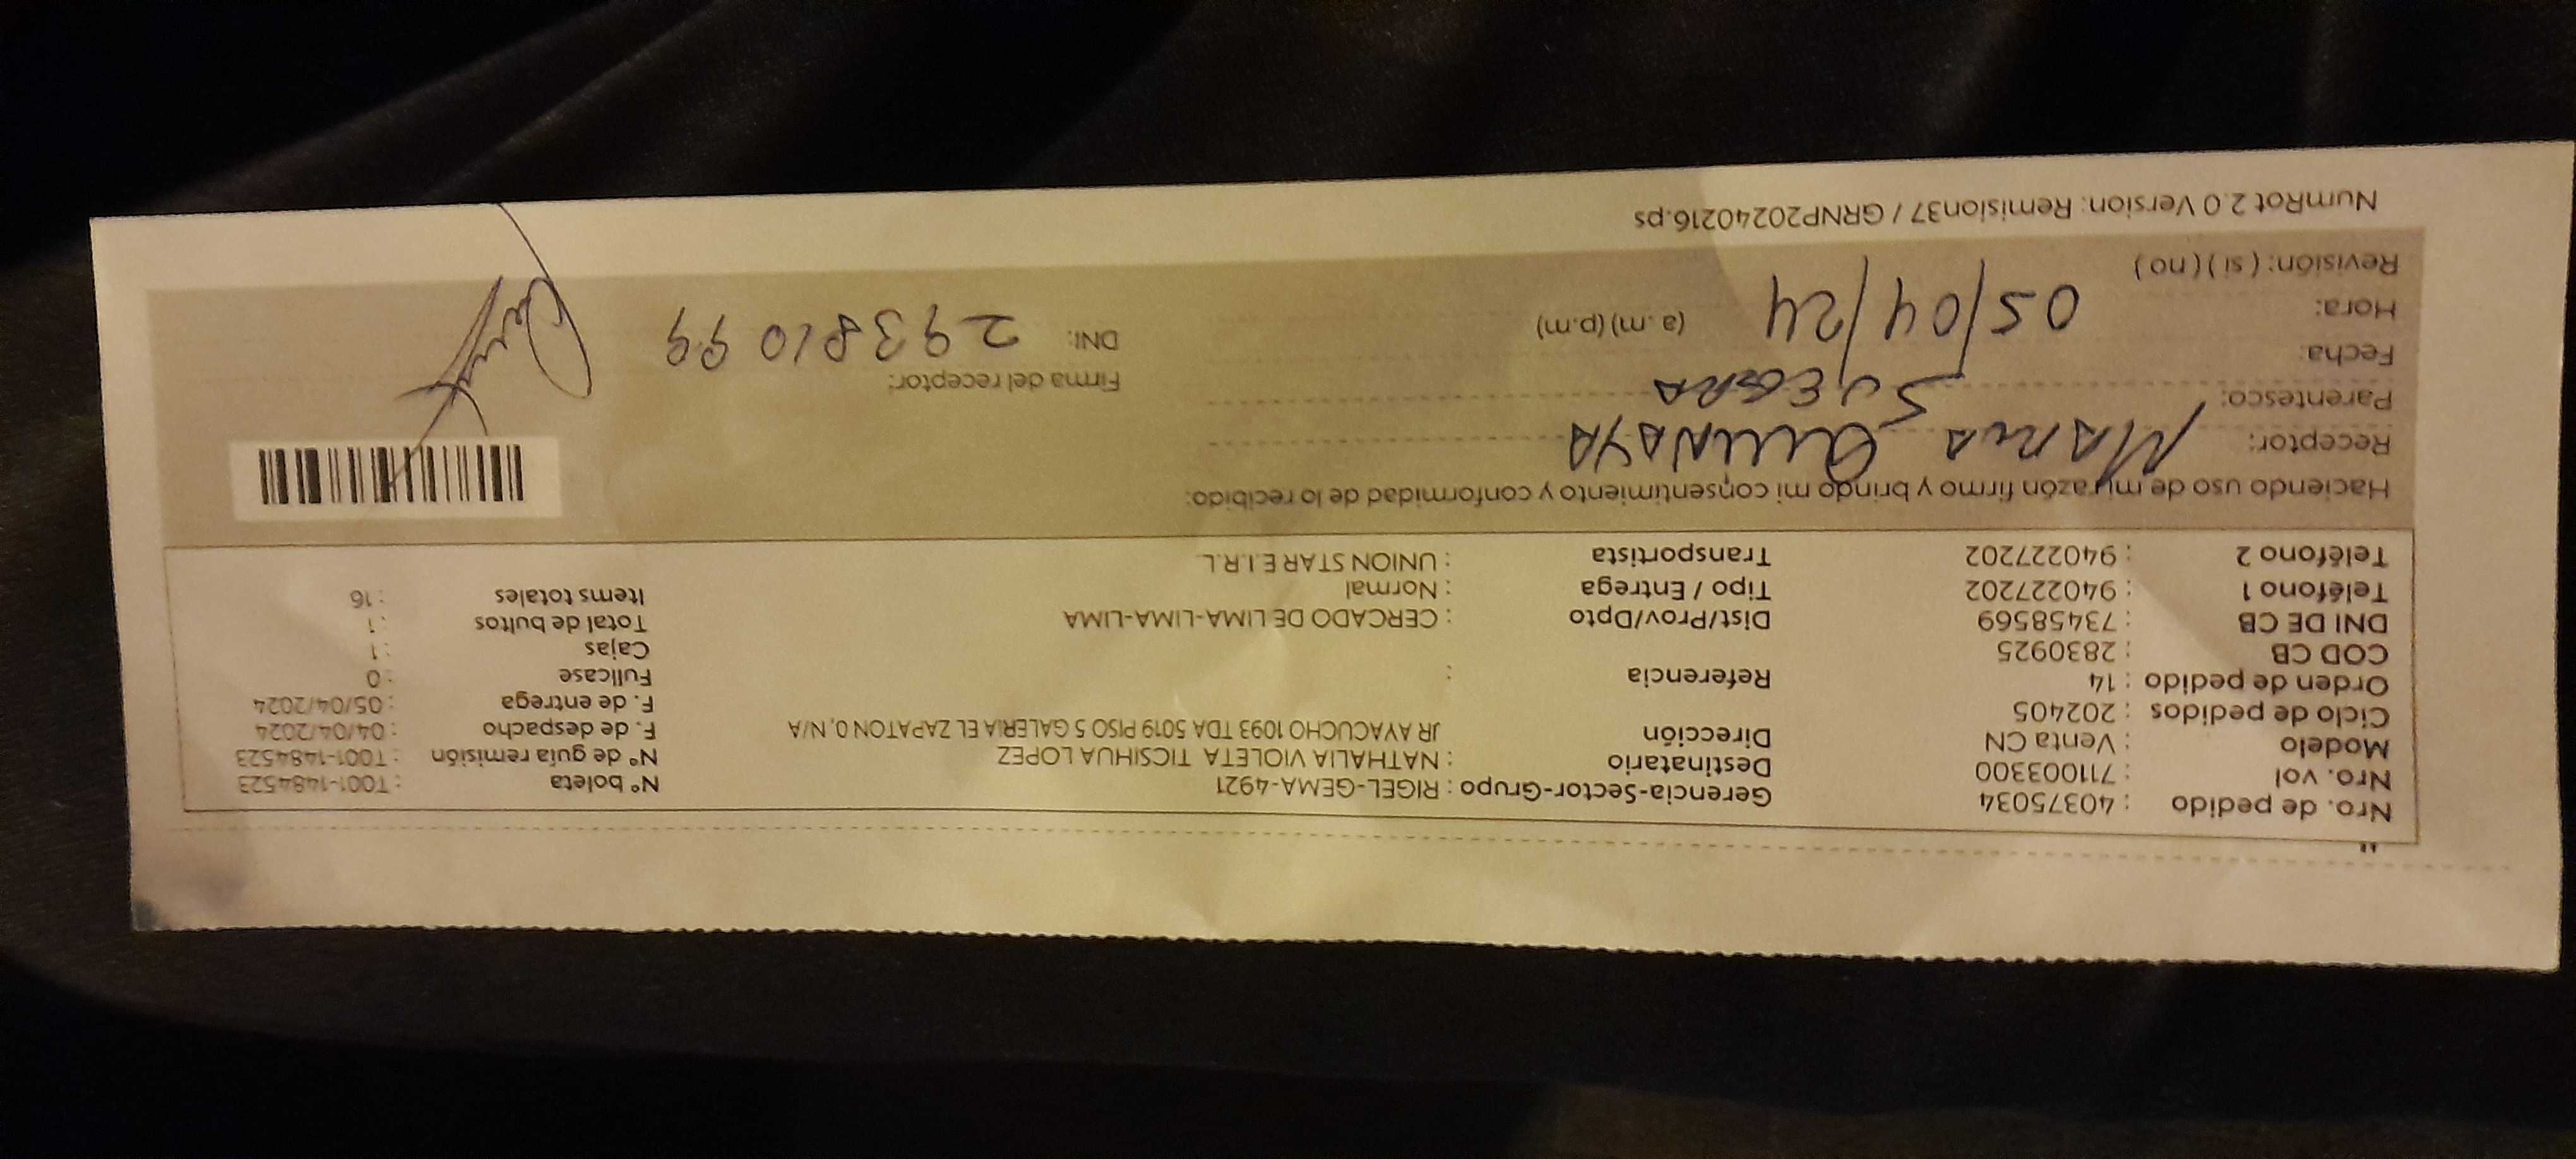 Nro. de pedido : 40375034 Gerencia-Sector-Grupo : RIGEL-GEMA-4921 N° boleta : T001-1484523
Nro. vol : 711003300 Destinatario : NATHALIA VIOLETA TICSIHUA LOPEZ N° de guía remisión : T001-1484523
Modelo : Venta CN Dirección JR AYACUCHO 1093 TDA 5019 PISO 5 GALERIA EL ZAPATON 0, N/A F. de despacho : 04/04/2024
Ciclo de pedidos : 202405 F. de entrega : 05/04/2024
Orden de pedido : 14 Referencia : Fullcase : 0
COD CB : 2830925 Cajas : 1
DNI DE CB : 73458569 Dist/Prov/Dpto : CERCADO DE LIMA-LIMA-LIMA Total de bultos : 1
Teléfono 1 : 940227202 Tipo / Entrega : Normal Items totales : 16
Teléfono 2 : 940227202 Transportista : UNION STAR E.I.R.L
Haciendo uso de mi razón firmo y brindo mi consentimiento y conformidad de lo recibido:
Receptor: MARIA
Parentesco: SUEGRA Firma del receptor:
Fecha: 05/04/24 DNI: 29381099
Hora: (a. m) (p.m)
Revisión: ( si ) ( no )
NumRot 2.0 Version: Remision37 / GRNP20240216.ps